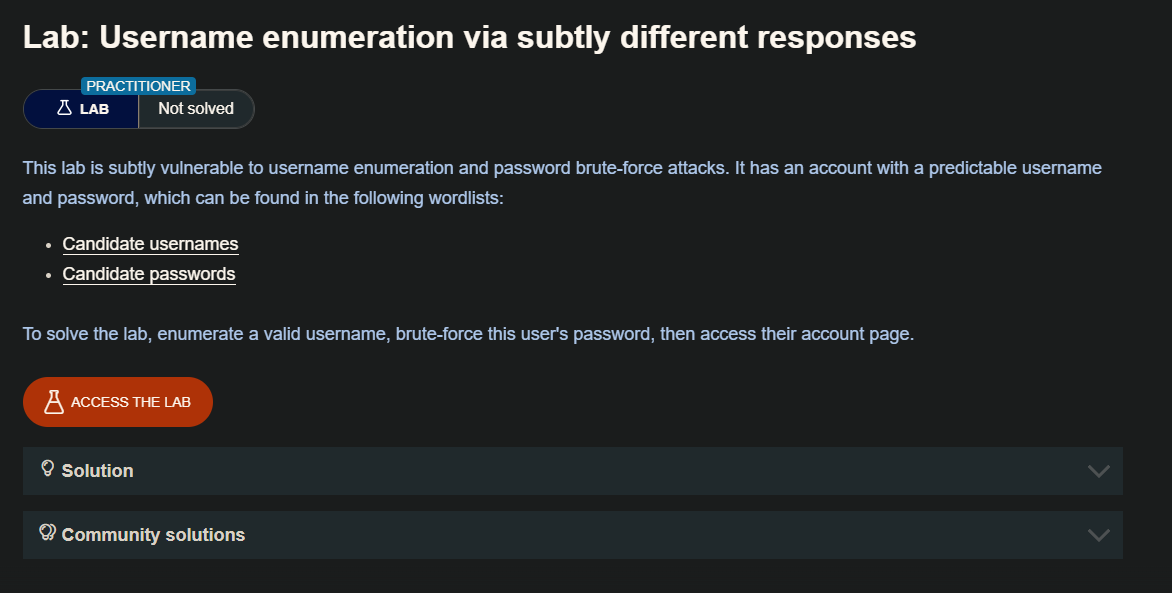 Lab: Username enumeration via subtly different responses
PRACTITIONER
LAB
Not solved
This lab is subtly vulnerable to username enumeration and password brute-force attacks. It has an account with a predictable username
and password, which can be found in the following wordlists:
Candidate usernames
Candidate passwords
To solve the lab, enumerate a valid username, brute-force this user's password, then access their account page.
ACCESS THE LAB
Solution
Community solutions